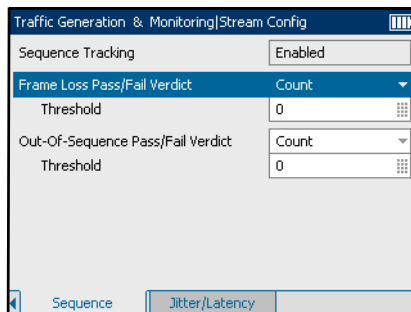 Traffic Generation & Monitoring|Stream Config
Sequence Tracking Enabled
Frame Loss Pass/Fail Verdict Count
Threshold 0
Out-Of-Sequence Pass/Fail Verdict Count
Threshold 0
Sequence Jitter/Latency